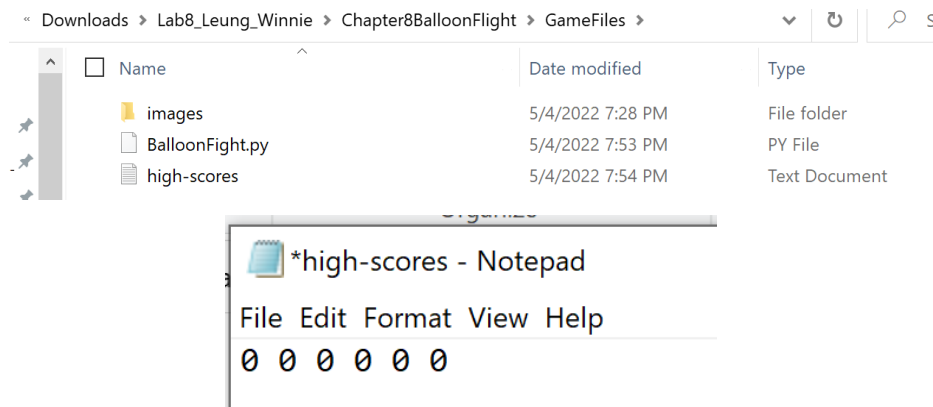 « Downloads > Lab8_Leung_Winnie > Chapter8BalloonFlight > GameFiles >
Name Date modified Type
images 5/4/2022 7:28 PM File folder
BalloonFight.py 5/4/2022 7:53 PM PY File
high-scores 5/4/2022 7:54 PM Text Document
*high-scores - Notepad
File Edit Format View Help
0 0 0 0 0 0